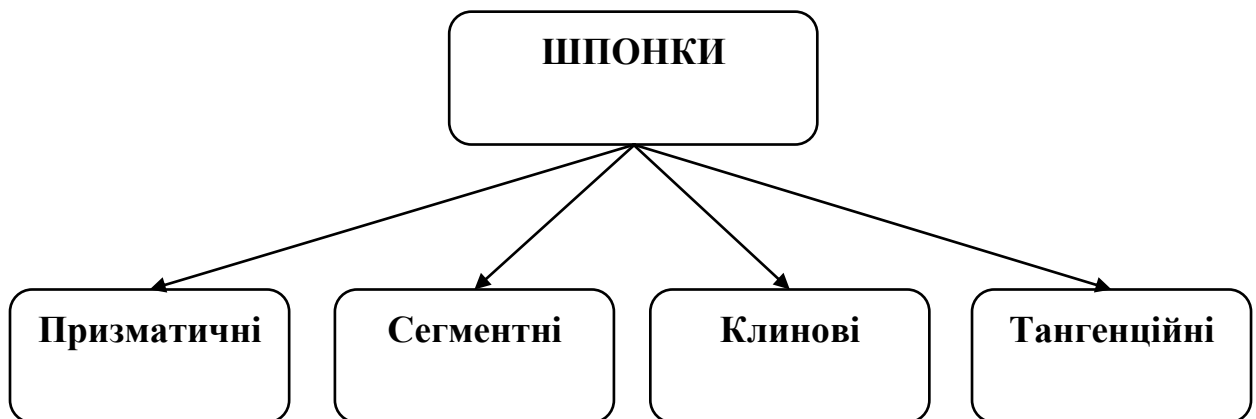 ШПОНКИ
Призматичні
Сегментні
Клинові
Тангенційні